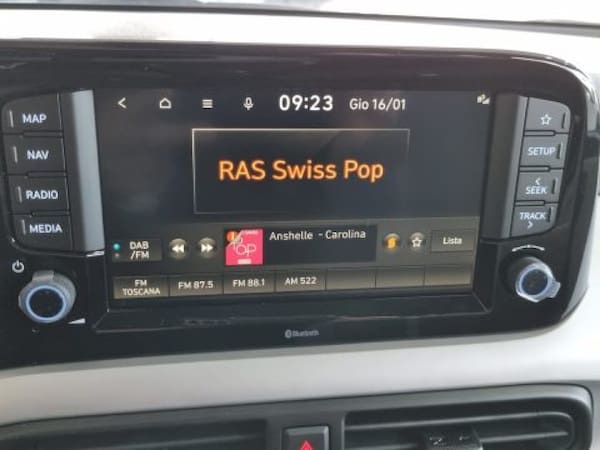 MAP
NAV
RADIO
MEDIA
09:23 Gio 16/01
RAS Swiss Pop
DAB
/FM
POP
Anshelle - Carolina
Lista
FM
TOSCANA
FM 87.5
FM 88.1
AM 522
SETUP
SEEK
TRACK
Bluetooth